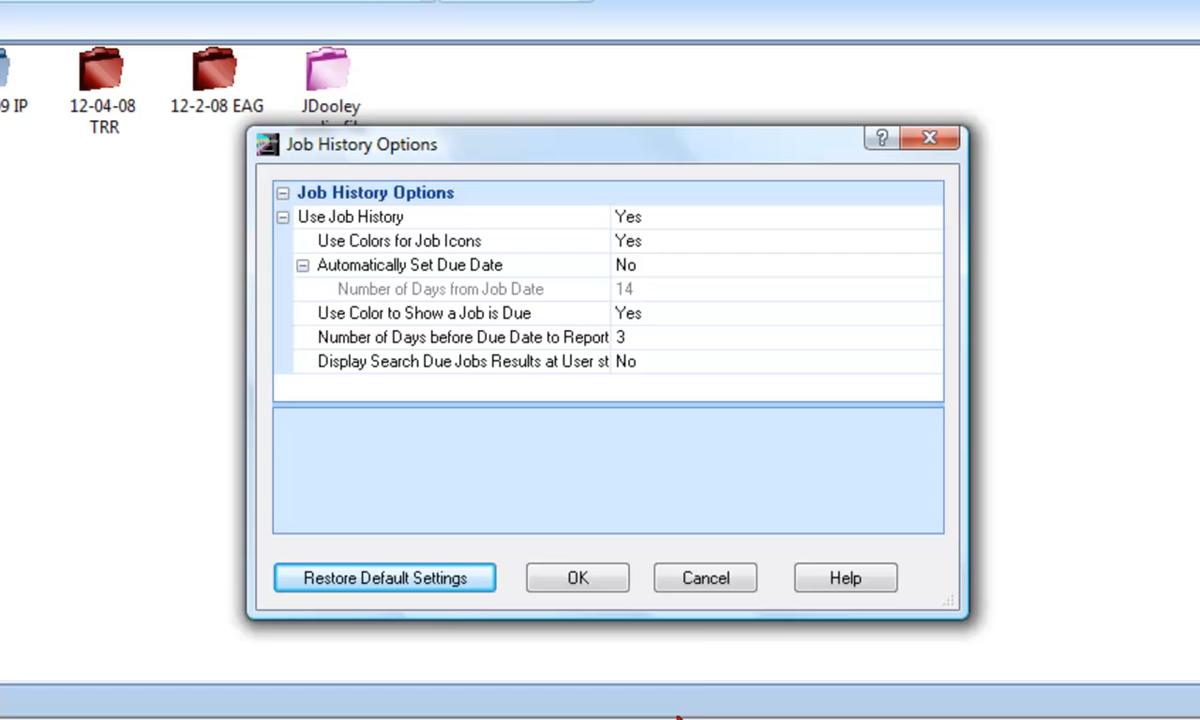 9 IP
12-04-08
TRR
12-2-08 EAG
JDooley
Job History Options
Job History Options
Use Job History Yes
Use Colors for Job Icons Yes
Automatically Set Due Date No
Number of Days from Job Date 14
Use Color to Show a Job is Due Yes
Number of Days before Due Date to Report 3
Display Search Due Jobs Results at User st No
Restore Default Settings OK Cancel Help